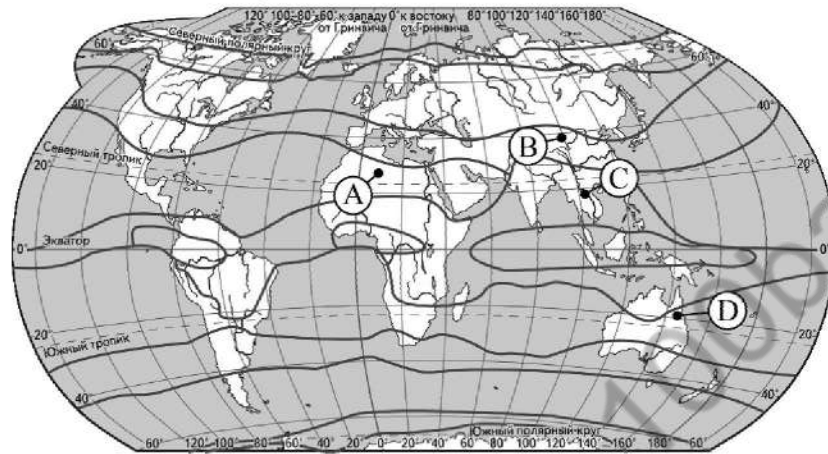 120° 100°-80°-60° к западу 0° к востоку 80° 100° 120° 140° 160° 180°
от Гринвича от Гринвича
Северный полярный круг
60° 60°
40° 40°
Северный тропик
20° 20°
B
C
A
Экватор
0° 0°
D
20° 20°
Южный тропик
40° 40°
Южный полярный круг
60° 120° 100° 80° 60° 40° 20° 0° 20° 40° 60° 80° 100° 120° 140° 160° 180° 60°